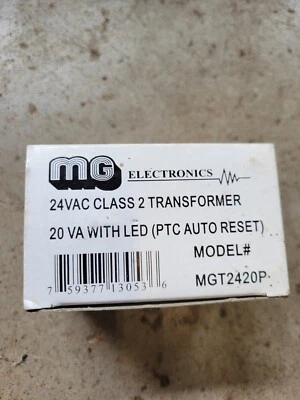 mG ELECTRONICS
24VAC CLASS 2 TRANSFORMER
20 VA WITH LED (PTC AUTO RESET)
MODEL#
MGT2420P
7 59377 13053 6